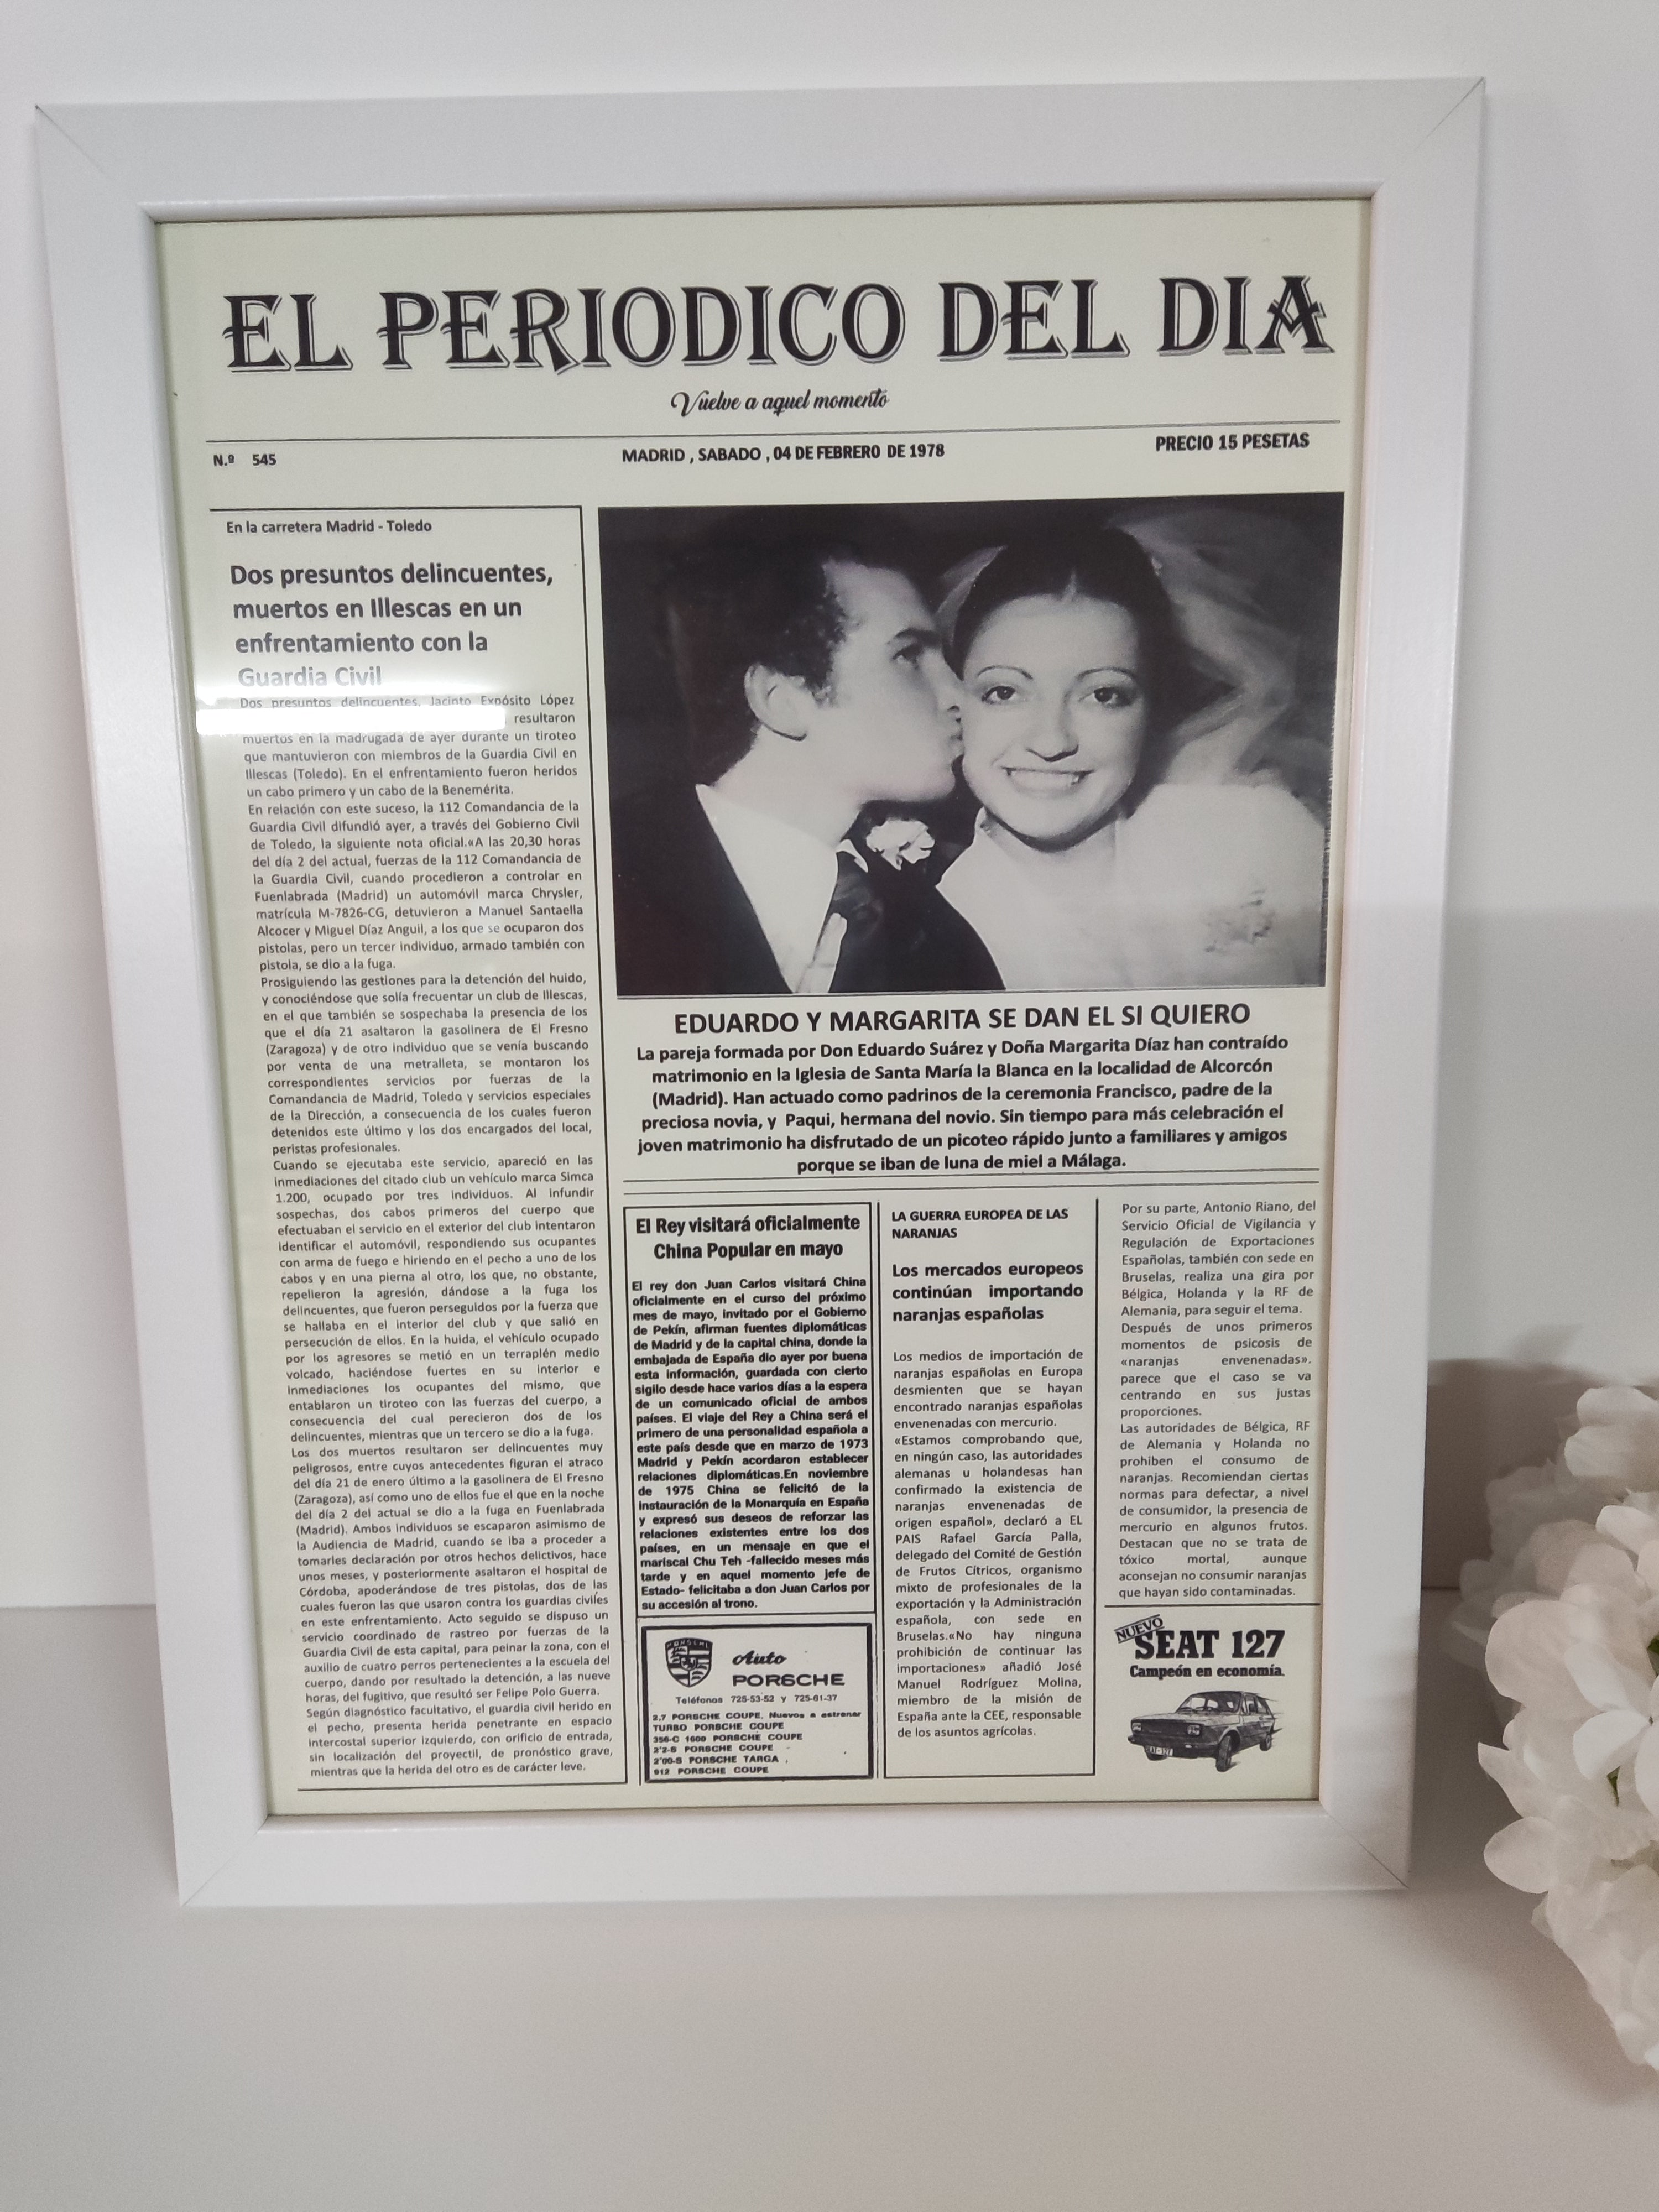 EL PERIODICO DEL DIA
Vuelve a aquel momento
N.º 545
MADRID , SABADO , 04 DE FEBRERO DE 1978
PRECIO 15 PESETAS
En la carretera Madrid - Toledo
Dos presuntos delincuentes,
muertos en Illescas en un
enfrentamiento con la
Guardia Civil
Dos presuntos delincuentes, Jacinto Expósito López
resultaron
muertos en la madrugada de ayer durante un tiroteo
que mantuvieron con miembros de la Guardia Civil en
Illescas (Toledo). En el enfrentamiento fueron heridos
un cabo primero y un cabo de la Benemérita.
En relación con este suceso, la 112 Comandancia de la
Guardia Civil difundió ayer, a través del Gobierno Civil
de Toledo, la siguiente nota oficial.«A las 20,30 horas
del día 2 del actual, fuerzas de la 112 Comandancia de
la Guardia Civil, cuando procedieron a controlar en
Fuenlabrada (Madrid) un automóvil marca Chrysler,
matrícula M-7826-CG, detuvieron a Manuel Santaella
Alcocer y Miguel Díaz Anguil, a los que se ocuparon dos
pistolas, pero un tercer individuo, armado también con
pistola, se dio a la fuga.
Prosiguiendo las gestiones para la detención del huido,
y conociéndose que solía frecuentar un club de Illescas,
en el que también se sospechaba la presencia de los
que el día 21 asaltaron la gasolinera de El Fresno
(Zaragoza) y de otro individuo que se venía buscando
por venta de una metralleta, se montaron los
correspondientes servicios por fuerzas de la
Comandancia de Madrid, Toledo y servicios especiales
de la Dirección, a consecuencia de los cuales fueron
detenidos este último y los dos encargados del local,
peristas profesionales.
Cuando se ejecutaba este servicio, apareció en las
inmediaciones del citado club un vehículo marca Simca
1.200, ocupado por tres individuos. Al infundir
sospechas, dos cabos primeros del cuerpo que
efectuaban el servicio en el exterior del club intentaron
identificar el automóvil, respondiendo sus ocupantes
con arma de fuego e hiriendo en el pecho a uno de los
cabos y en una pierna al otro, los que, no obstante,
repelieron la agresión, dándose a la fuga los
delincuentes, que fueron perseguidos por la fuerza que
se hallaba en el interior del club y que salió en
persecución de ellos. En la huida, el vehículo ocupado
por los agresores se metió en un terraplén medio
volcado, haciéndose fuertes en su interior e
inmediaciones los ocupantes del mismo, que
entablaron un tiroteo con las fuerzas del cuerpo, a
consecuencia del cual perecieron dos de los
delincuentes, mientras que un tercero se dio a la fuga.
Los dos muertos resultaron ser delincuentes muy
peligrosos, entre cuyos antecedentes figuran el atraco
del día 21 de enero último a la gasolinera de El Fresno
(Zaragoza), así como uno de ellos fue el que en la noche
del día 2 del actual se dio a la fuga en Fuenlabrada
(Madrid). Ambos individuos se escaparon asimismo de
la Audiencia de Madrid, cuando se iba a proceder a
tomarles declaración por otros hechos delictivos, hace
unos meses, y posteriormente asaltaron el hospital de
Córdoba, apoderándose de tres pistolas, dos de las
cuales fueron las que usaron contra los guardias civiles
en este enfrentamiento. Acto seguido se dispuso un
servicio coordinado de rastreo por fuerzas de la
Guardia Civil de esta capital, para peinar la zona, con el
auxilio de cuatro perros pertenecientes a la escuela del
cuerpo, dando por resultado la detención, a las nueve
horas, del fugitivo, que resultó ser Felipe Polo Guerra.
Según diagnóstico facultativo, el guardia civil herido en
el pecho, presenta herida penetrante en espacio
intercostal superior izquierdo, con orificio de entrada,
sin localización del proyectil, de pronóstico grave,
mientras que la herida del otro es de carácter leve.
EDUARDO Y MARGARITA SE DAN EL SI QUIERO
La pareja formada por Don Eduardo Suárez y Doña Margarita Díaz han contraído
matrimonio en la Iglesia de Santa María la Blanca en la localidad de Alcorcón
(Madrid). Han actuado como padrinos de la ceremonia Francisco, padre de la
preciosa novia, y Paqui, hermana del novio. Sin tiempo para más celebración el
joven matrimonio ha disfrutado de un picoteo rápido junto a familiares y amigos
porque se iban de luna de miel a Málaga.
El Rey visitará oficialmente
China Popular en mayo
El rey don Juan Carlos visitará China
oficialmente en el curso del próximo
mes de mayo, invitado por el Gobierno
de Pekín, afirman fuentes diplomáticas
de Madrid y de la capital china, donde la
embajada de España dio ayer por buena
esta información, guardada con cierto
sigilo desde hace varios días a la espera
de un comunicado oficial de ambos
países. El viaje del Rey a China será el
primero de una personalidad española a
este país desde que en marzo de 1973
Madrid y Pekín acordaron establecer
relaciones diplomáticas.En noviembre
de 1975 China se felicitó de la
instauración de la Monarquía en España
y expresó sus deseos de reforzar las
relaciones existentes entre los dos
países, en un mensaje en que el
mariscal Chu Teh -fallecido meses más
tarde y en aquel momento jefe de
Estado- felicitaba a don Juan Carlos por
su accesión al trono.
PORSCHE
Auto
PORSCHE
Teléfonos 725-53-52 y 725-61-37
2,7 PORSCHE COUPE, Nuevos a estrenar
TURBO PORSCHE COUPE
356-C 1600 PORSCHE COUPE
2'2-S PORSCHE COUPE
2'00-S PORSCHE TARGA
912 PORSCHE COUPE
LA GUERRA EUROPEA DE LAS
NARANJAS
Los mercados europeos
continúan importando
naranjas españolas
Los medios de importación de
naranjas españolas en Europa
desmienten que se hayan
encontrado naranjas españolas
envenenadas con mercurio.
«Estamos comprobando que,
en ningún caso, las autoridades
alemanas u holandesas han
confirmado la existencia de
naranjas envenenadas de
origen español», declaró a EL
PAIS Rafael García Palla,
delegado del Comité de Gestión
de Frutos Cítricos, organismo
mixto de profesionales de la
exportación y la Administración
española, con sede en
Bruselas.«No hay ninguna
prohibición de continuar las
importaciones» añadió José
Manuel Rodríguez Molina,
miembro de la misión de
España ante la CEE, responsable
de los asuntos agrícolas.
Por su parte, Antonio Riano, del
Servicio Oficial de Vigilancia y
Regulación de Exportaciones
Españolas, también con sede en
Bruselas, realiza una gira por
Bélgica, Holanda y la RF de
Alemania, para seguir el tema.
Después de unos primeros
momentos de psicosis de
«naranjas envenenadas».
parece que el caso se va
centrando en sus justas
proporciones.
Las autoridades de Bélgica, RF
de Alemania y Holanda no
prohiben el consumo de
naranjas. Recomiendan ciertas
normas para defectar, a nivel
de consumidor, la presencia de
mercurio en algunos frutos.
Destacan que no se trata de
tóxico mortal, aunque
aconsejan no consumir naranjas
que hayan sido contaminadas.
NUEVO
SEAT 127
Campeón en economía.